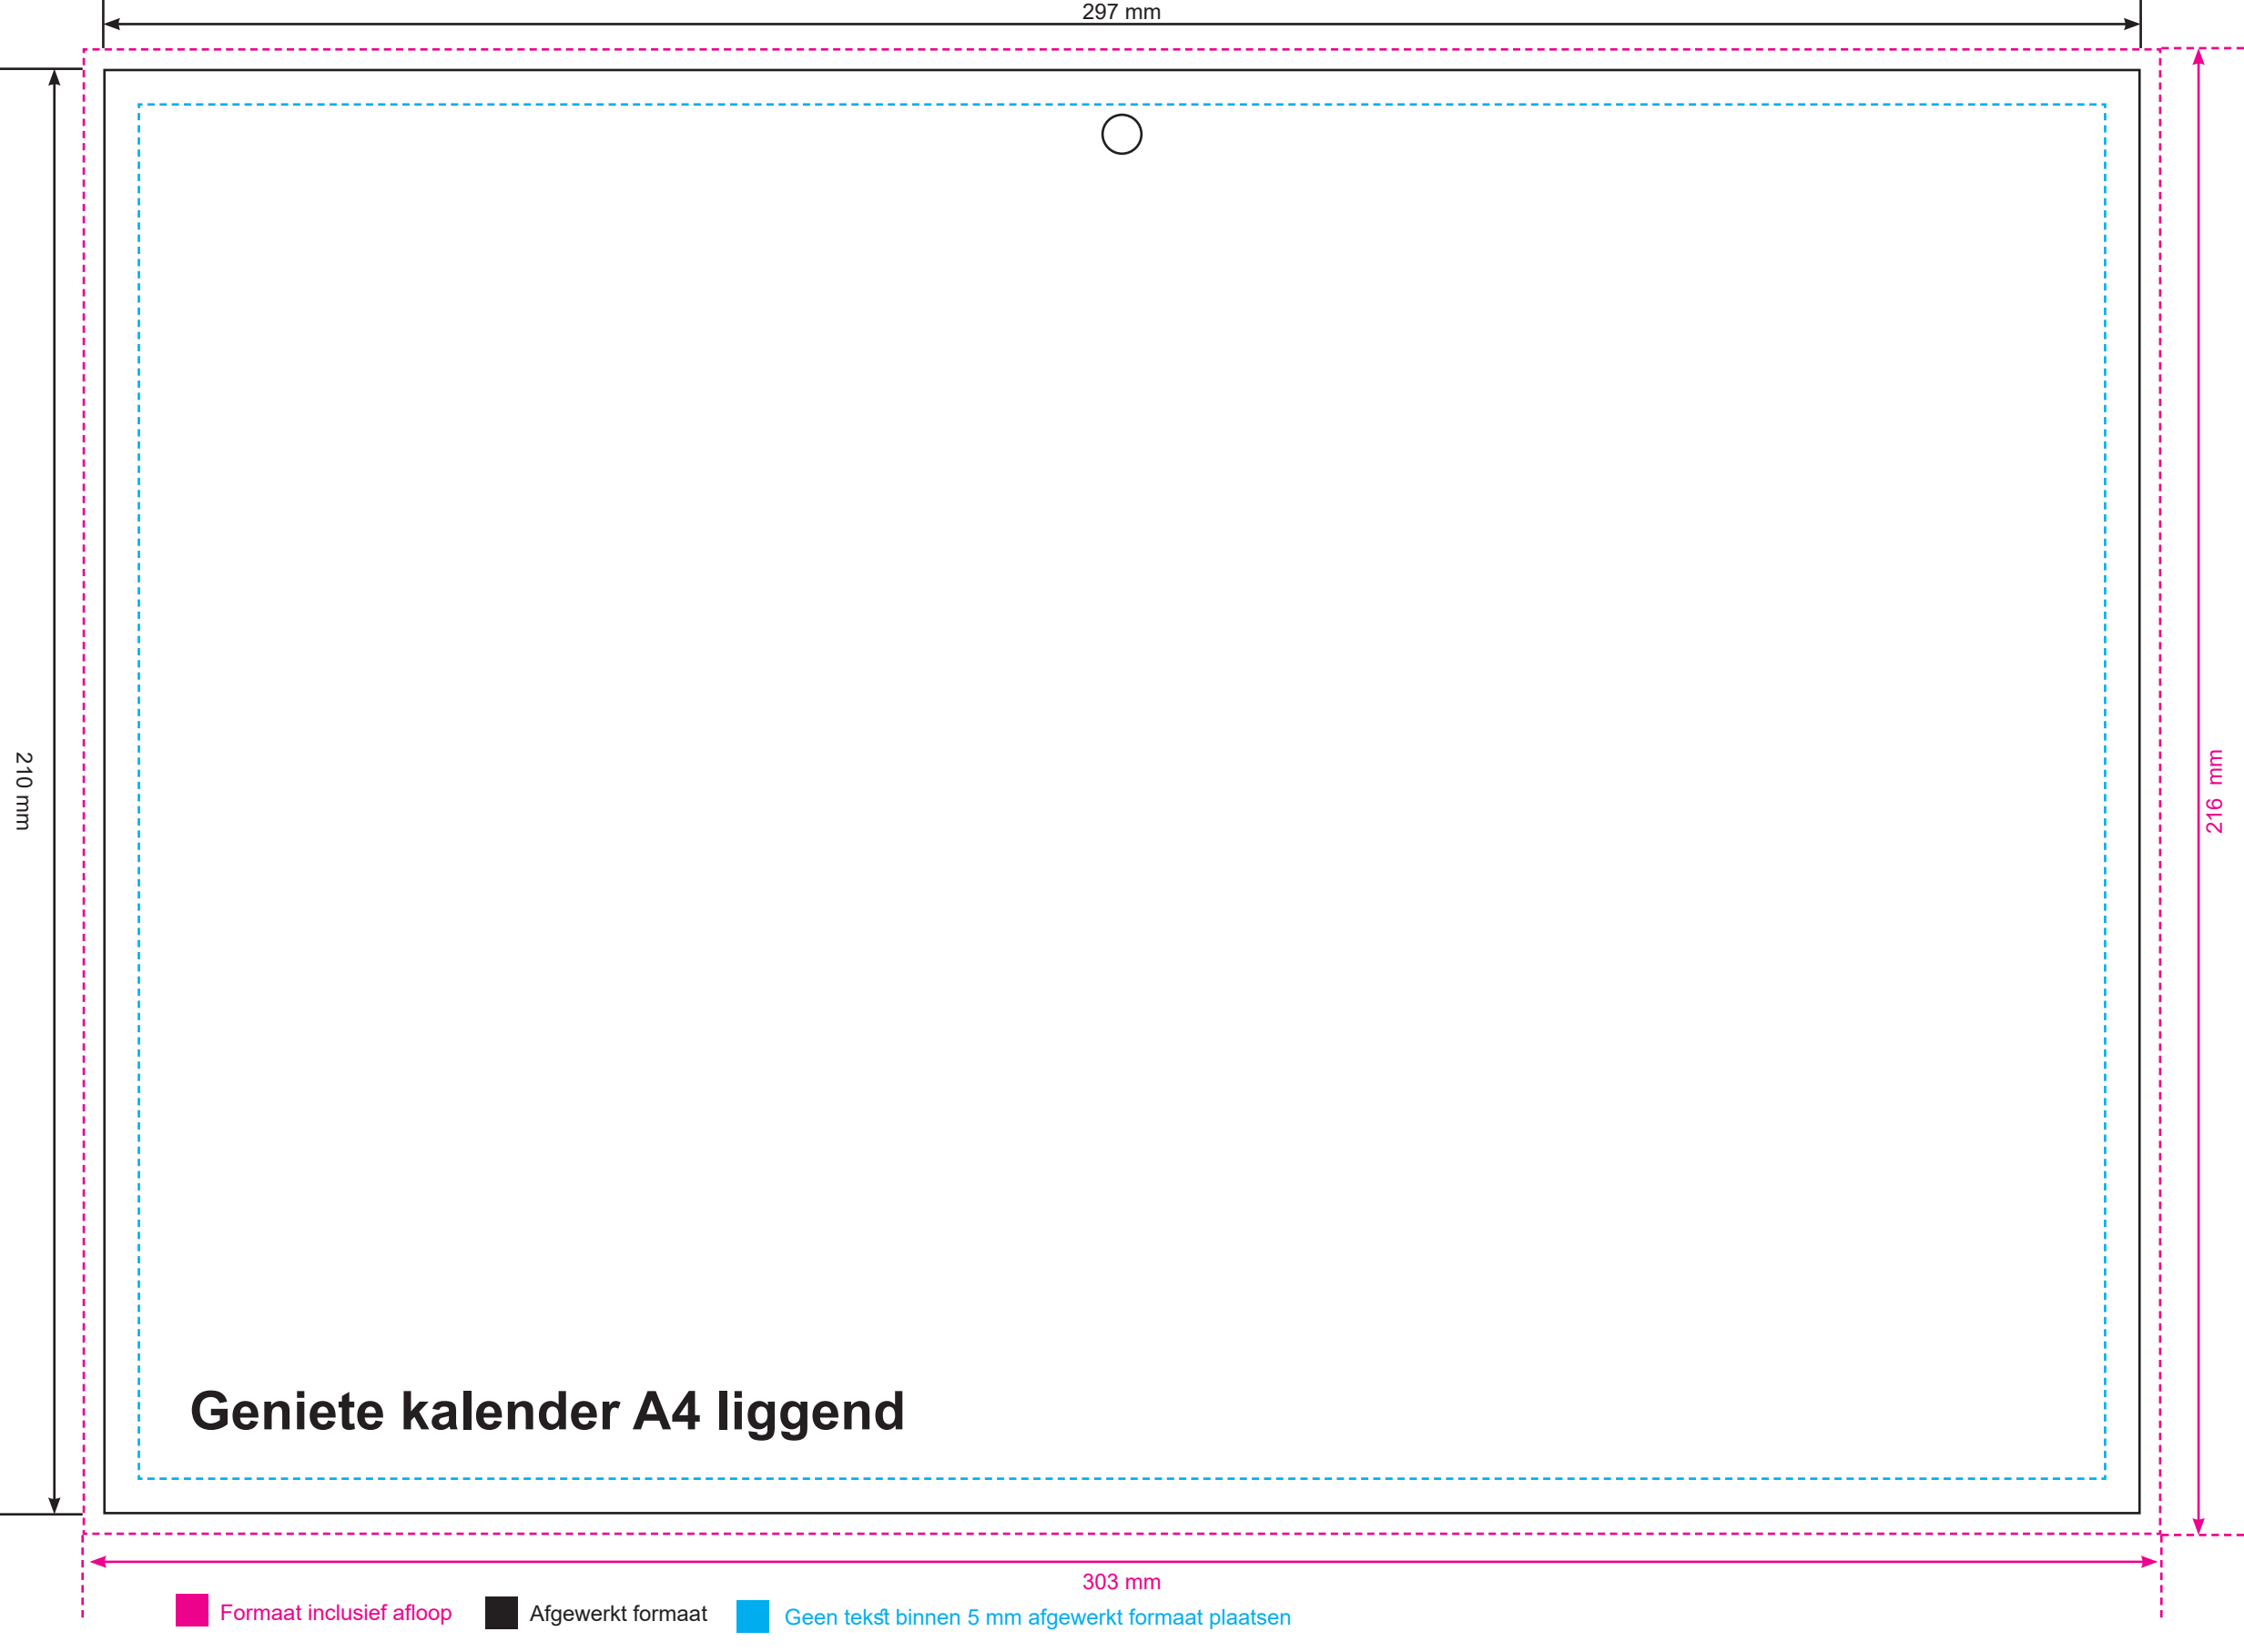 297 mm
210 mm
216 mm
Geniete kalender A4 liggend
303 mm
Formaat inclusief afloop
Afgewerkt formaat
Geen tekst binnen 5 mm afgewerkt formaat plaatsen